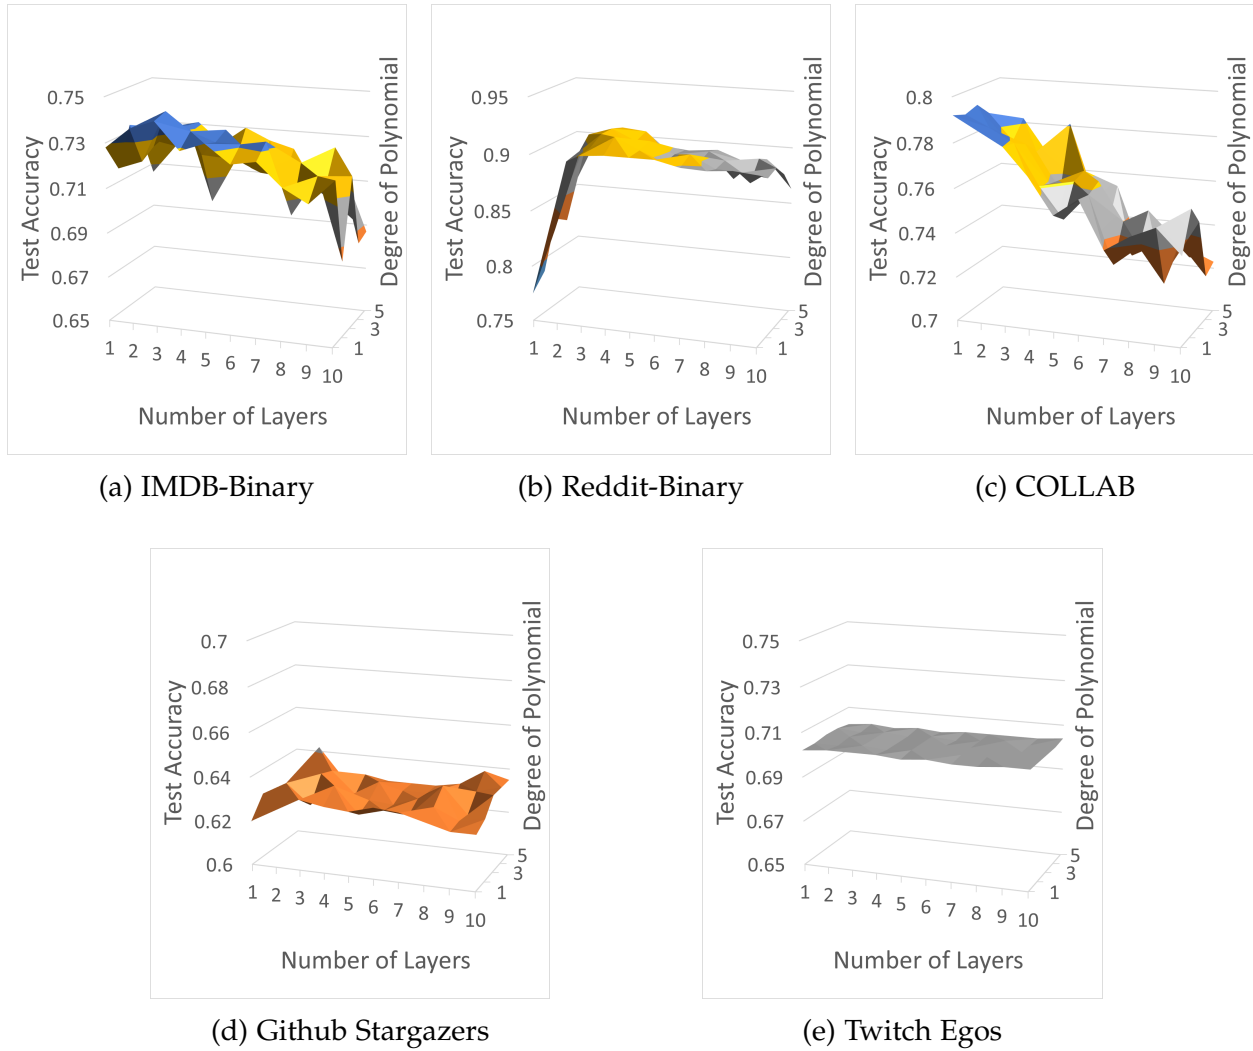 0.75
0.73
0.71
0.69
0.67
0.65
Test Accuracy
Degree of Polynomial
5
3
1
1 2 3 4 5 6 7 8 9 10
Number of Layers
(a) IMDB-Binary
0.95
0.9
0.85
0.8
0.75
Test Accuracy
Degree of Polynomial
5
3
1
1 2 3 4 5 6 7 8 9 10
Number of Layers
(b) Reddit-Binary
0.8
0.78
0.76
0.74
0.72
0.7
Test Accuracy
Degree of Polynomial
5
3
1
1 2 3 4 5 6 7 8 9 10
Number of Layers
(c) COLLAB
0.7
0.68
0.66
0.64
0.62
0.6
Test Accuracy
Degree of Polynomial
5
3
1
1 2 3 4 5 6 7 8 9 10
Number of Layers
(d) Github Stargazers
0.75
0.73
0.71
0.69
0.67
0.65
Test Accuracy
Degree of Polynomial
5
3
1
1 2 3 4 5 6 7 8 9 10
Number of Layers
(e) Twitch Egos